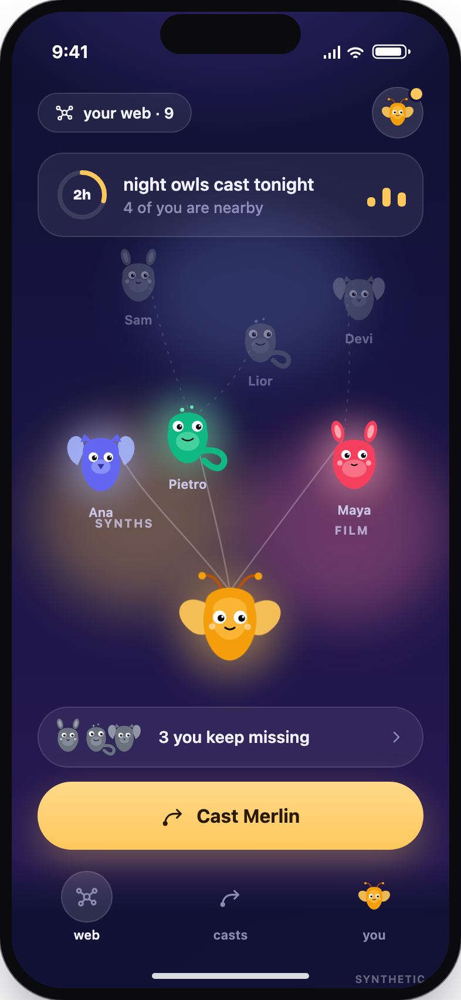 9:41
your web · 9
2h
night owls cast tonight
4 of you are nearby
Sam
Devi
Lior
Pietro
Ana
Maya
SYNTHS
FILM
3 you keep missing
Cast Merlin
web
casts
you
SYNTHETIC